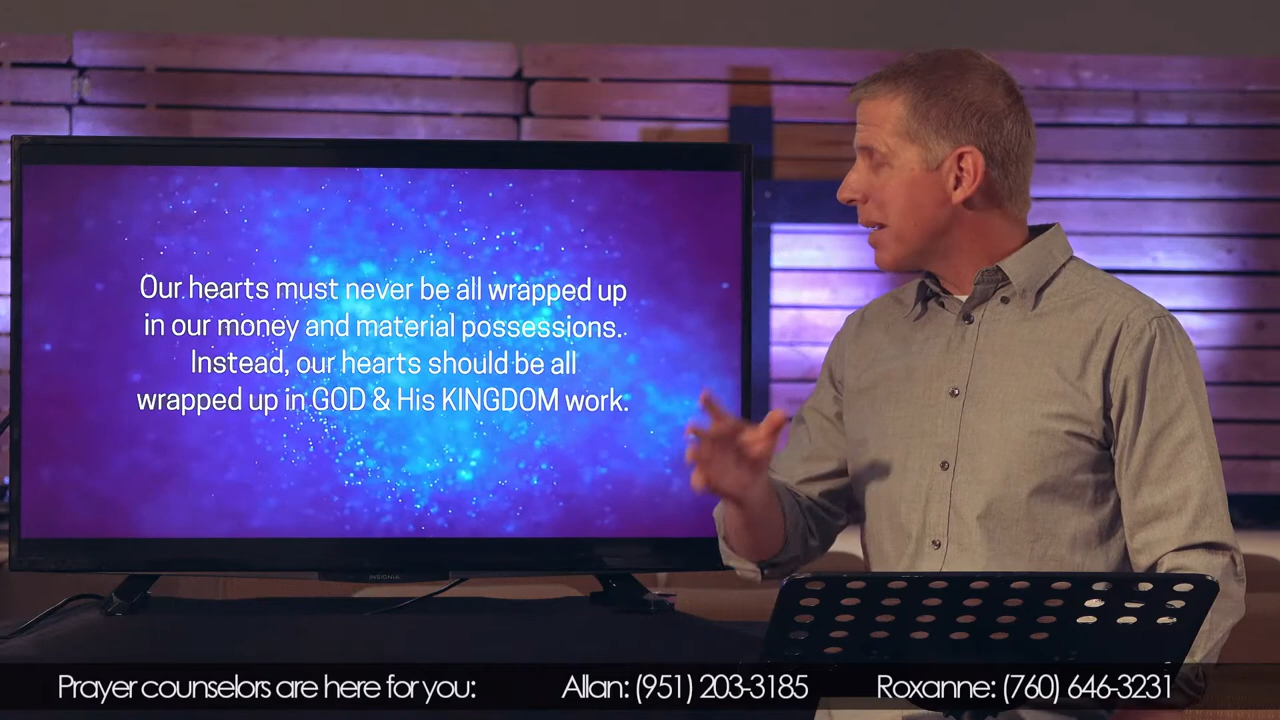 Our hearts must never be all wrapped up
in our money and material possessions.
Instead, our hearts should be all
wrapped up in GOD & His KINGDOM work.
INSIGNIA
Prayer counselors are here for you: Allan: (951) 203-3185 Roxanne: (760) 646-3231